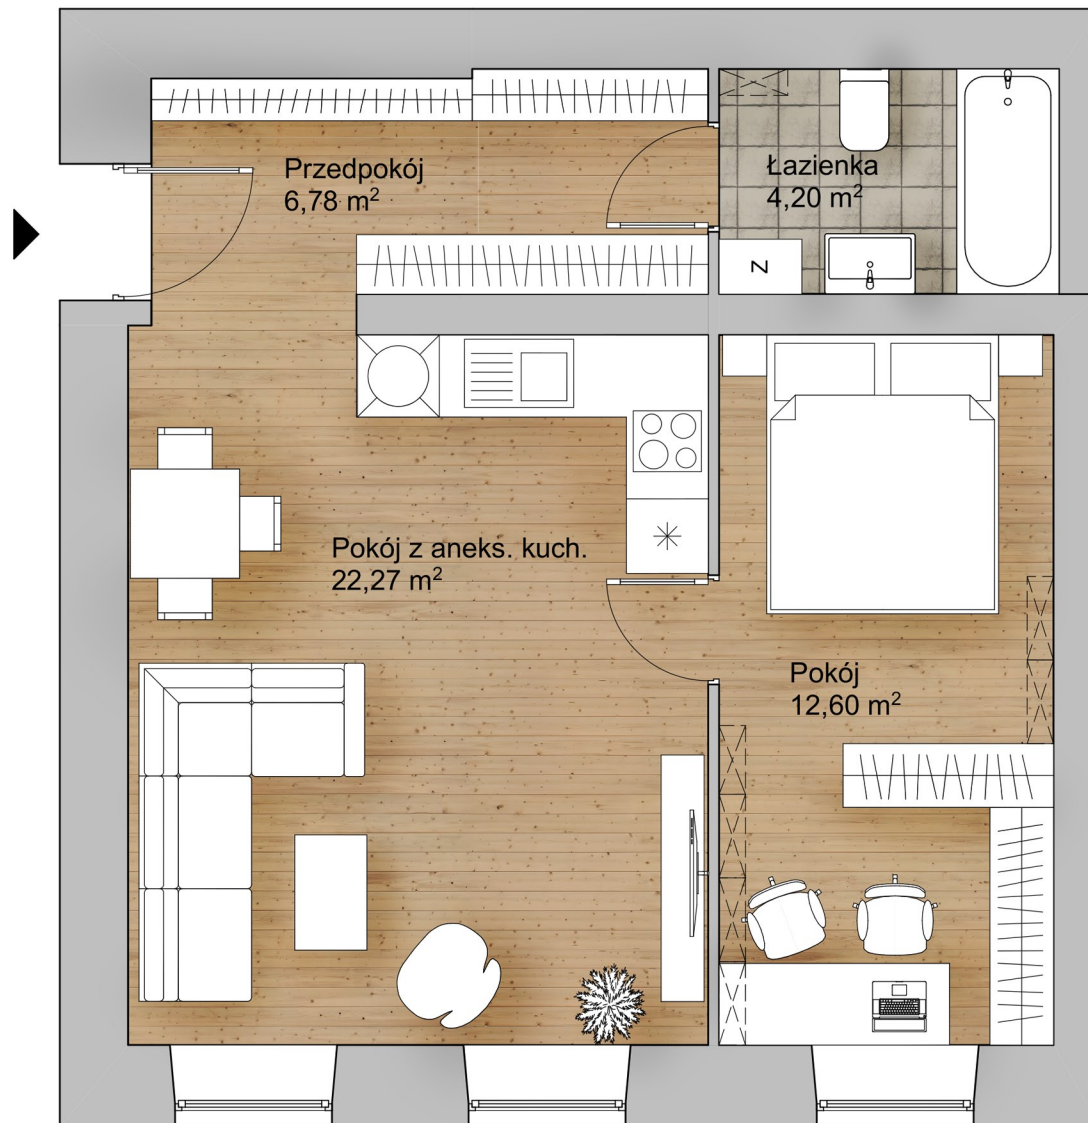 Przedpokój
6,78 m²
Łazienka
4,20 m²
Z
Pokój z aneks. kuch.
22,27 m²
Pokój
12,60 m²